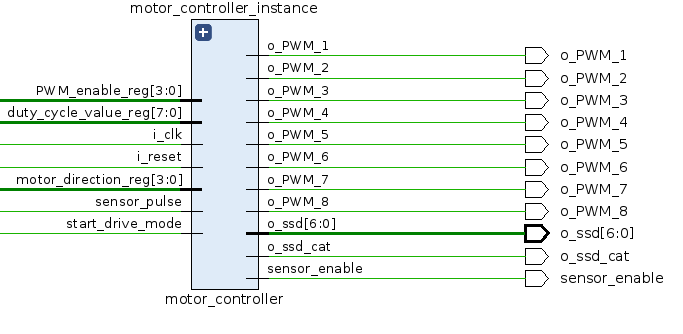 motor_controller_instance
PWM_enable_reg[3:0]
duty_cycle_value_reg[7:0]
i_clk
i_reset
motor_direction_reg[3:0]
sensor_pulse
start_drive_mode
o_PWM_1
o_PWM_2
o_PWM_3
o_PWM_4
o_PWM_5
o_PWM_6
o_PWM_7
o_PWM_8
o_ssd[6:0]
o_ssd_cat
sensor_enable
o_PWM_1
o_PWM_2
o_PWM_3
o_PWM_4
o_PWM_5
o_PWM_6
o_PWM_7
o_PWM_8
o_ssd[6:0]
o_ssd_cat
sensor_enable
motor_controller